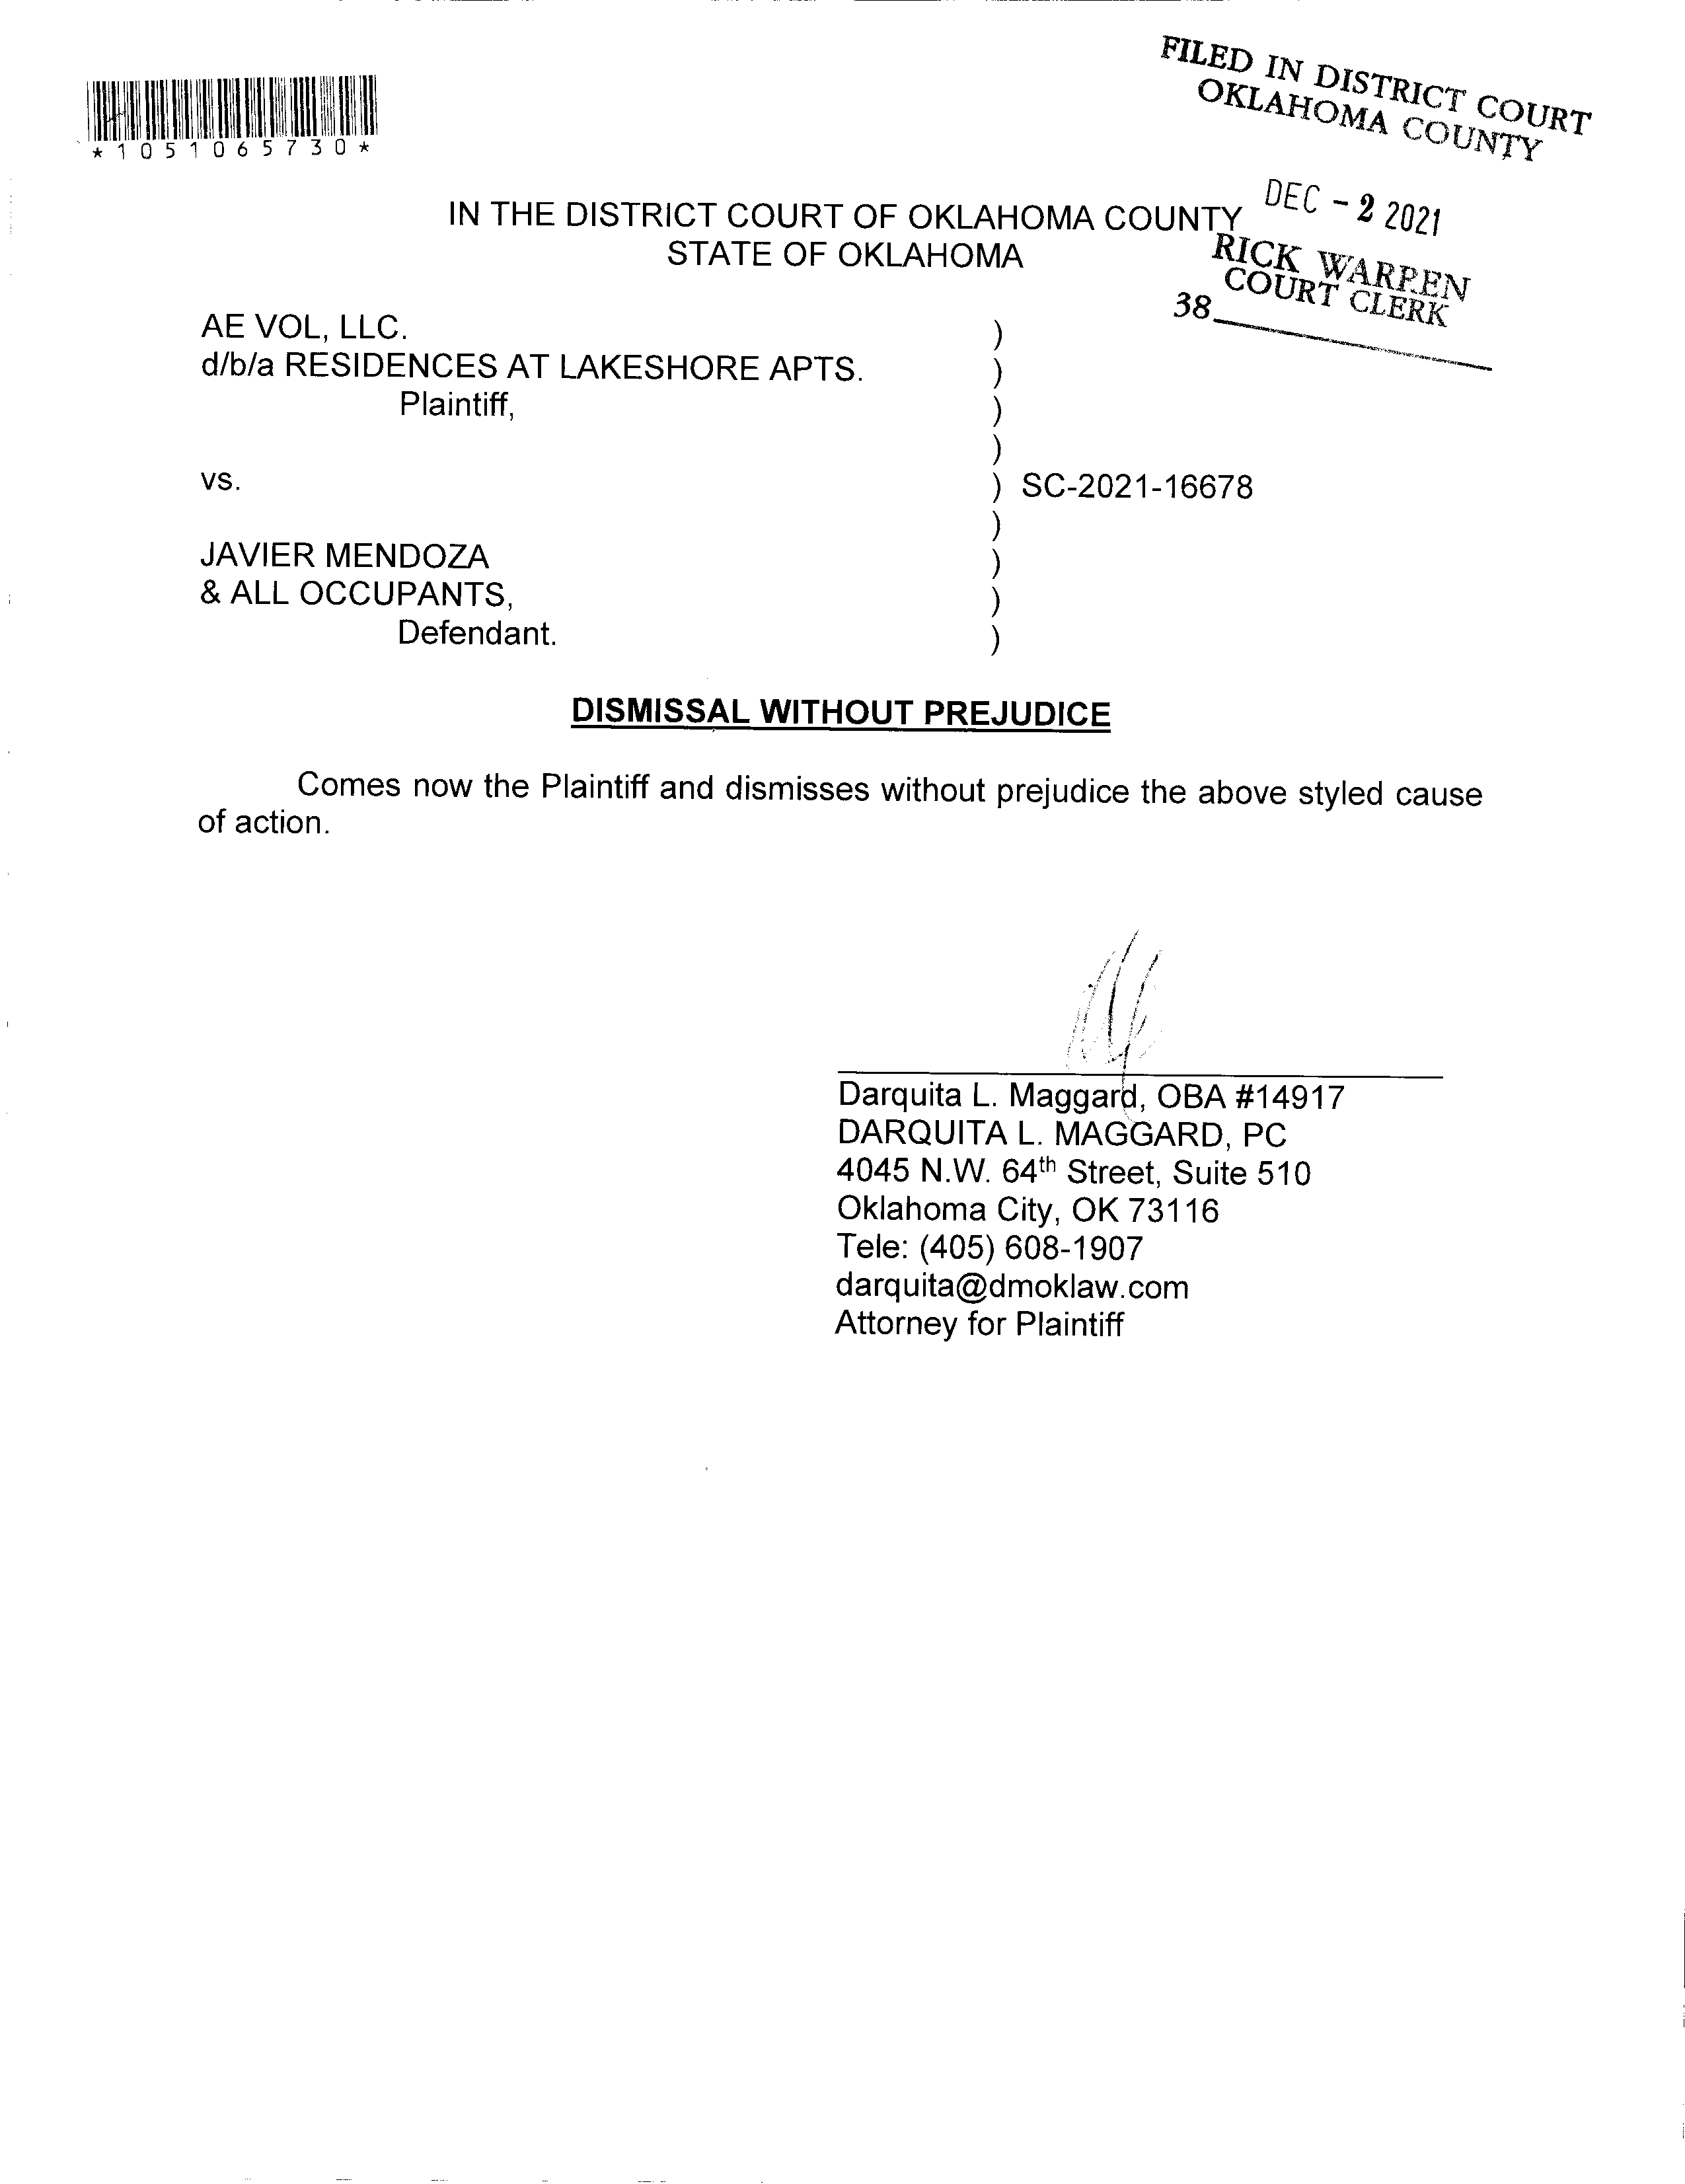 FILED IN DISTRICT COURT
OKLAHOMA COUNTY
*1051065730*
DEC - 2 2021
IN THE DISTRICT COURT OF OKLAHOMA COUNTY
STATE OF OKLAHOMA
RICK WARREN
COURT CLERK
38
AE VOL, LLC. )
d/b/a RESIDENCES AT LAKESHORE APTS. )
Plaintiff, )
)
vs. ) SC-2021-16678
)
JAVIER MENDOZA )
& ALL OCCUPANTS, )
Defendant. )
DISMISSAL WITHOUT PREJUDICE
Comes now the Plaintiff and dismisses without prejudice the above styled cause
of action.
Darquita L. Maggard, OBA #14917
DARQUITA L. MAGGARD, PC
4045 N.W. 64th Street, Suite 510
Oklahoma City, OK 73116
Tele: (405) 608-1907
darquita@dmoklaw.com
Attorney for Plaintiff